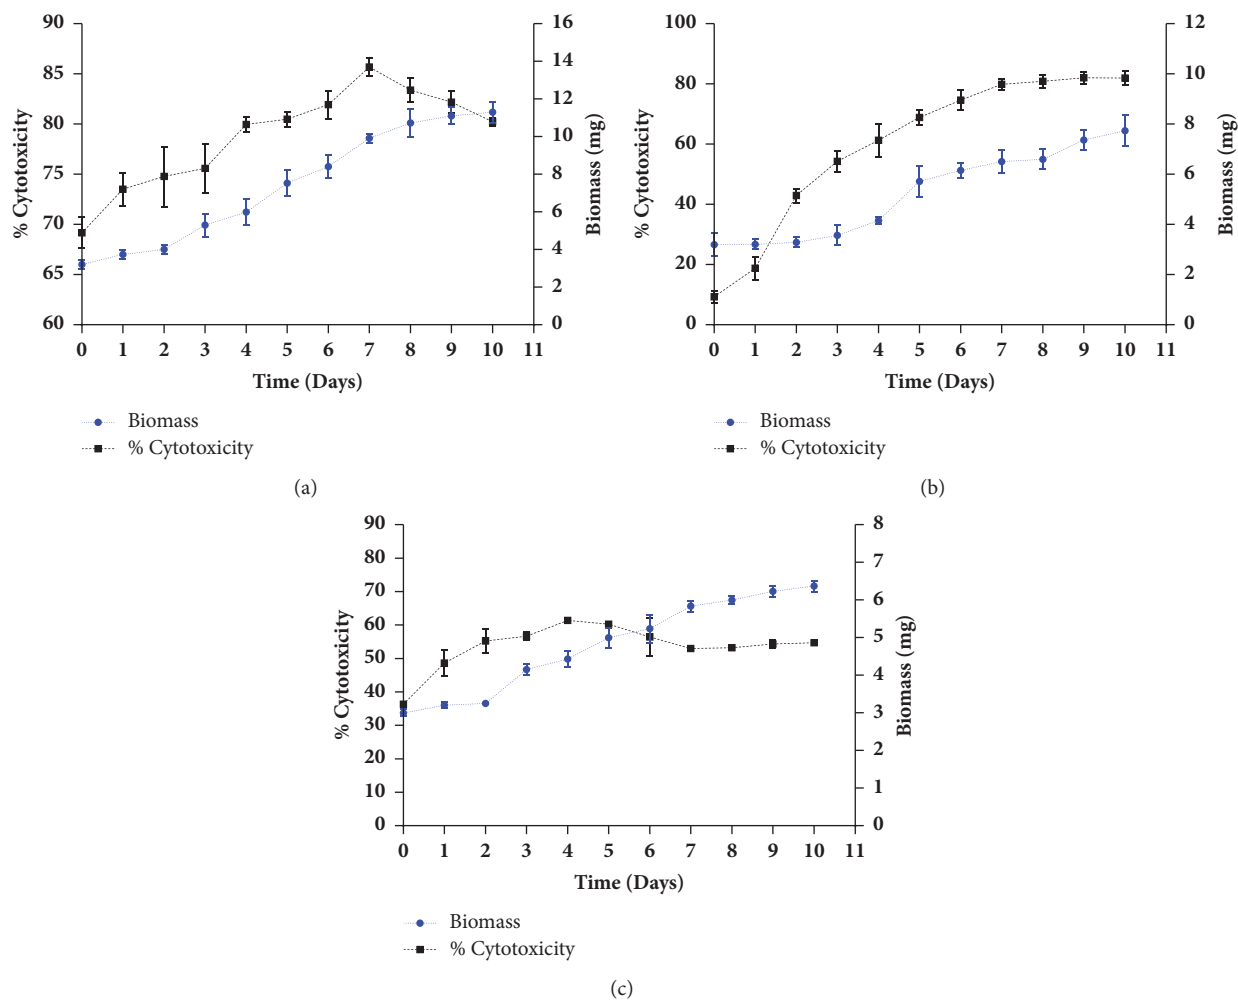 90
85
80
75
70
65
60
% Cytotoxicity
16
14
12
10
8
6
4
2
0
Biomass (mg)
0 1 2 3 4 5 6 7 8 9 10 11
Time (Days)
Biomass
% Cytotoxicity
(a)
100
80
60
40
20
0
% Cytotoxicity
12
10
8
6
4
2
0
Biomass (mg)
0 1 2 3 4 5 6 7 8 9 10 11
Time (Days)
Biomass
% Cytotoxicity
(b)
90
80
70
60
50
40
30
20
10
0
% Cytotoxicity
8
7
6
5
4
3
2
1
0
Biomass (mg)
0 1 2 3 4 5 6 7 8 9 10 11
Time (Days)
Biomass
% Cytotoxicity
(c)